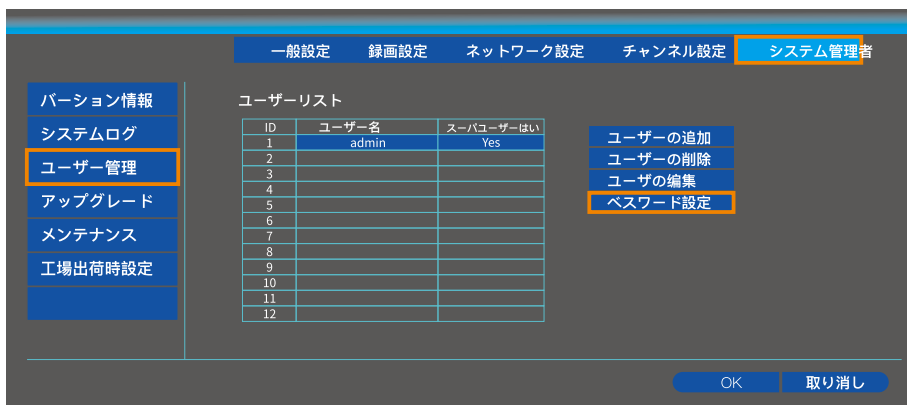 一般設定 録画設定 ネットワーク設定 チャンネル設定 システム管理者
バーション情報
システムログ
ユーザー管理
アップグレード
メンテナンス
工場出荷時設定
ユーザーリスト
ID ユーザー名 スーパユーザーはい
1 admin Yes
2
3
4
5
6
7
8
9
10
11
12
ユーザーの追加
ユーザーの削除
ユーザの編集
ベスワード設定
OK 取り消し